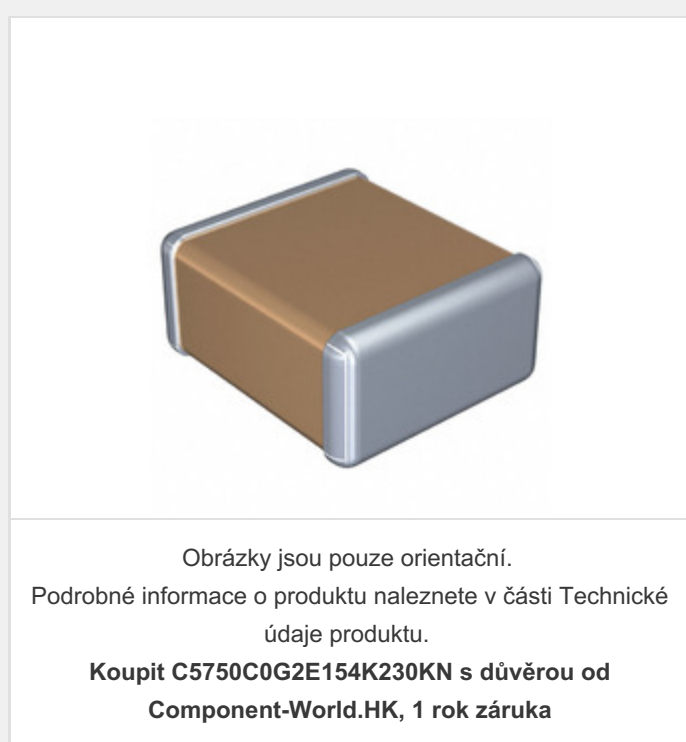 Obrázky jsou pouze orientační.
Podrobné informace o produktu naleznete v části Technické
údaje produktu.
Koupit C5750C0G2E154K230KN s důvěrou od
Component-World.HK, 1 rok záruka